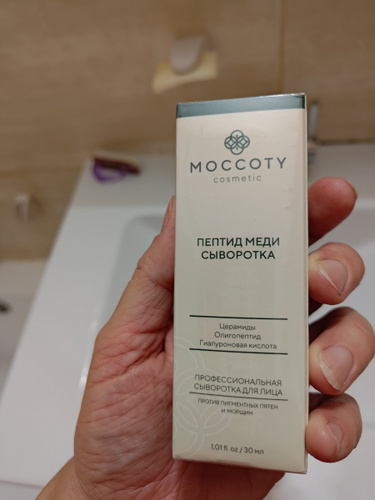 MOCCOTY
cosmetic
ПЕПТИД МЕДИ
СЫВОРОТКА
Церамиды
Олигопептид
Гиалуроновая кислота
ПРОФЕССИОНАЛЬНАЯ
СЫВОРОТКА ДЛЯ ЛИЦА
ПРОТИВ ПИГМЕНТНЫХ ПЯТЕН
И МОРЩИН
1.01 fl. oz / 30 мл